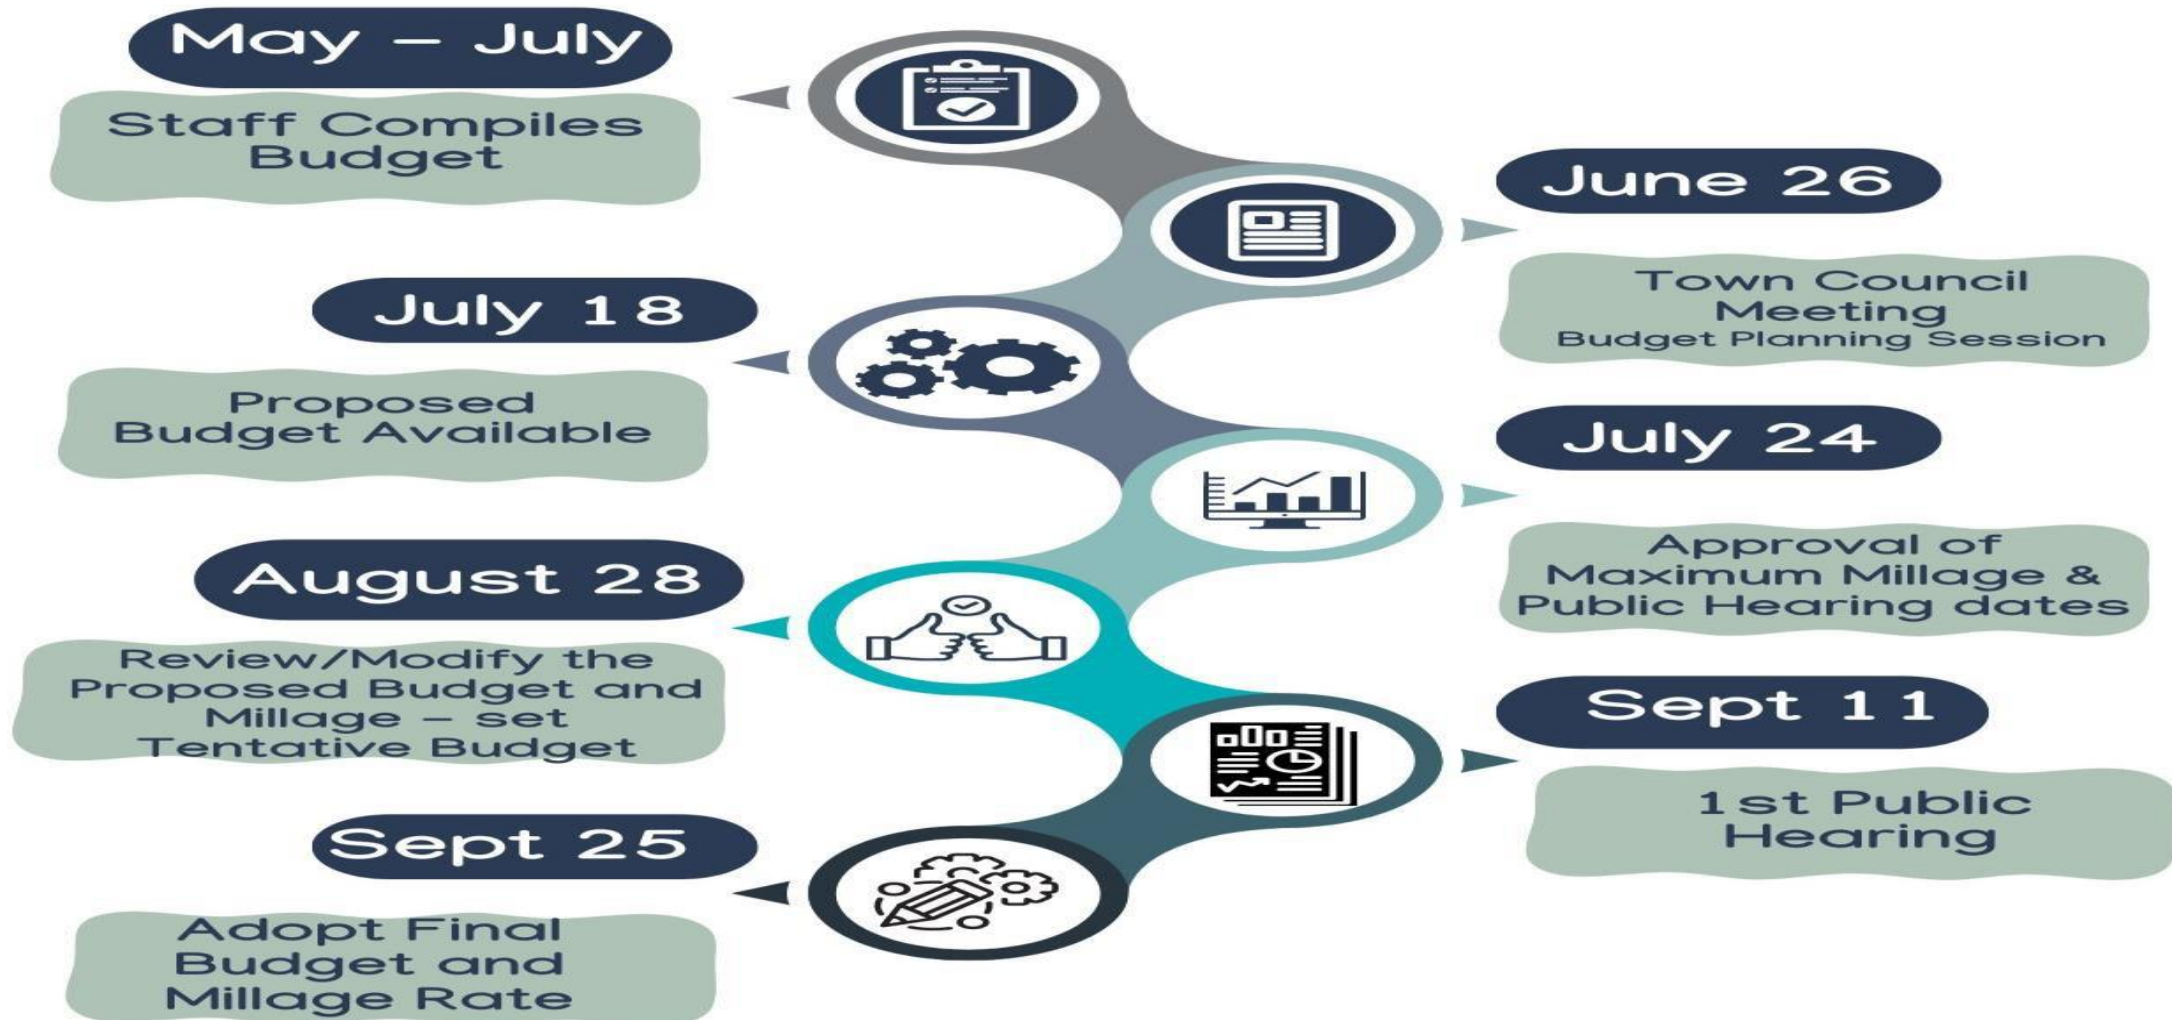 May – July
Staff Compiles
Budget
June 26
Town Council
Meeting
Budget Planning Session
July 18
Proposed
Budget Available
July 24
Approval of
Maximum Millage &
Public Hearing dates
August 28
Review/Modify the
Proposed Budget and
Millage – set
Tentative Budget
Sept 11
1st Public
Hearing
Sept 25
Adopt Final
Budget and
Millage Rate